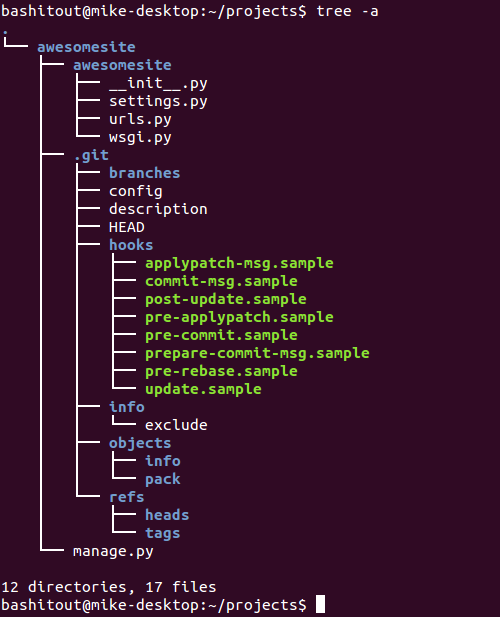 bashitout@mike-desktop:~/projects$ tree -a
.
└── awesomesite
    ├── awesomesite
    │   ├── __init__.py
    │   ├── settings.py
    │   ├── urls.py
    │   └── wsgi.py
    ├── .git
    │   ├── branches
    │   ├── config
    │   ├── description
    │   ├── HEAD
    │   ├── hooks
    │   │   ├── applypatch-msg.sample
    │   │   ├── commit-msg.sample
    │   │   ├── post-update.sample
    │   │   ├── pre-applypatch.sample
    │   │   ├── pre-commit.sample
    │   │   ├── prepare-commit-msg.sample
    │   │   ├── pre-rebase.sample
    │   │   └── update.sample
    │   ├── info
    │   │   └── exclude
    │   ├── objects
    │   │   ├── info
    │   │   └── pack
    │   └── refs
    │       ├── heads
    │       └── tags
    └── manage.py

12 directories, 17 files
bashitout@mike-desktop:~/projects$